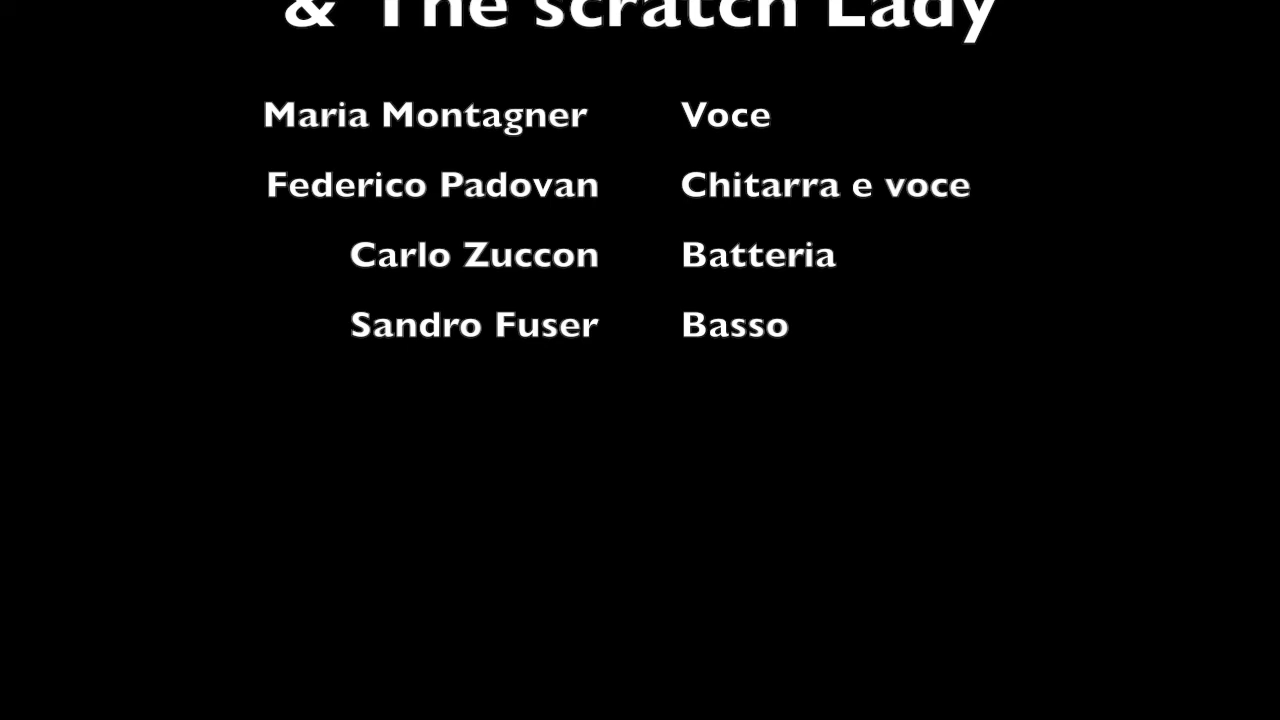 & The scratch Lady
Maria Montagner Voce
Federico Padovan Chitarra e voce
Carlo Zuccon Batteria
Sandro Fuser Basso